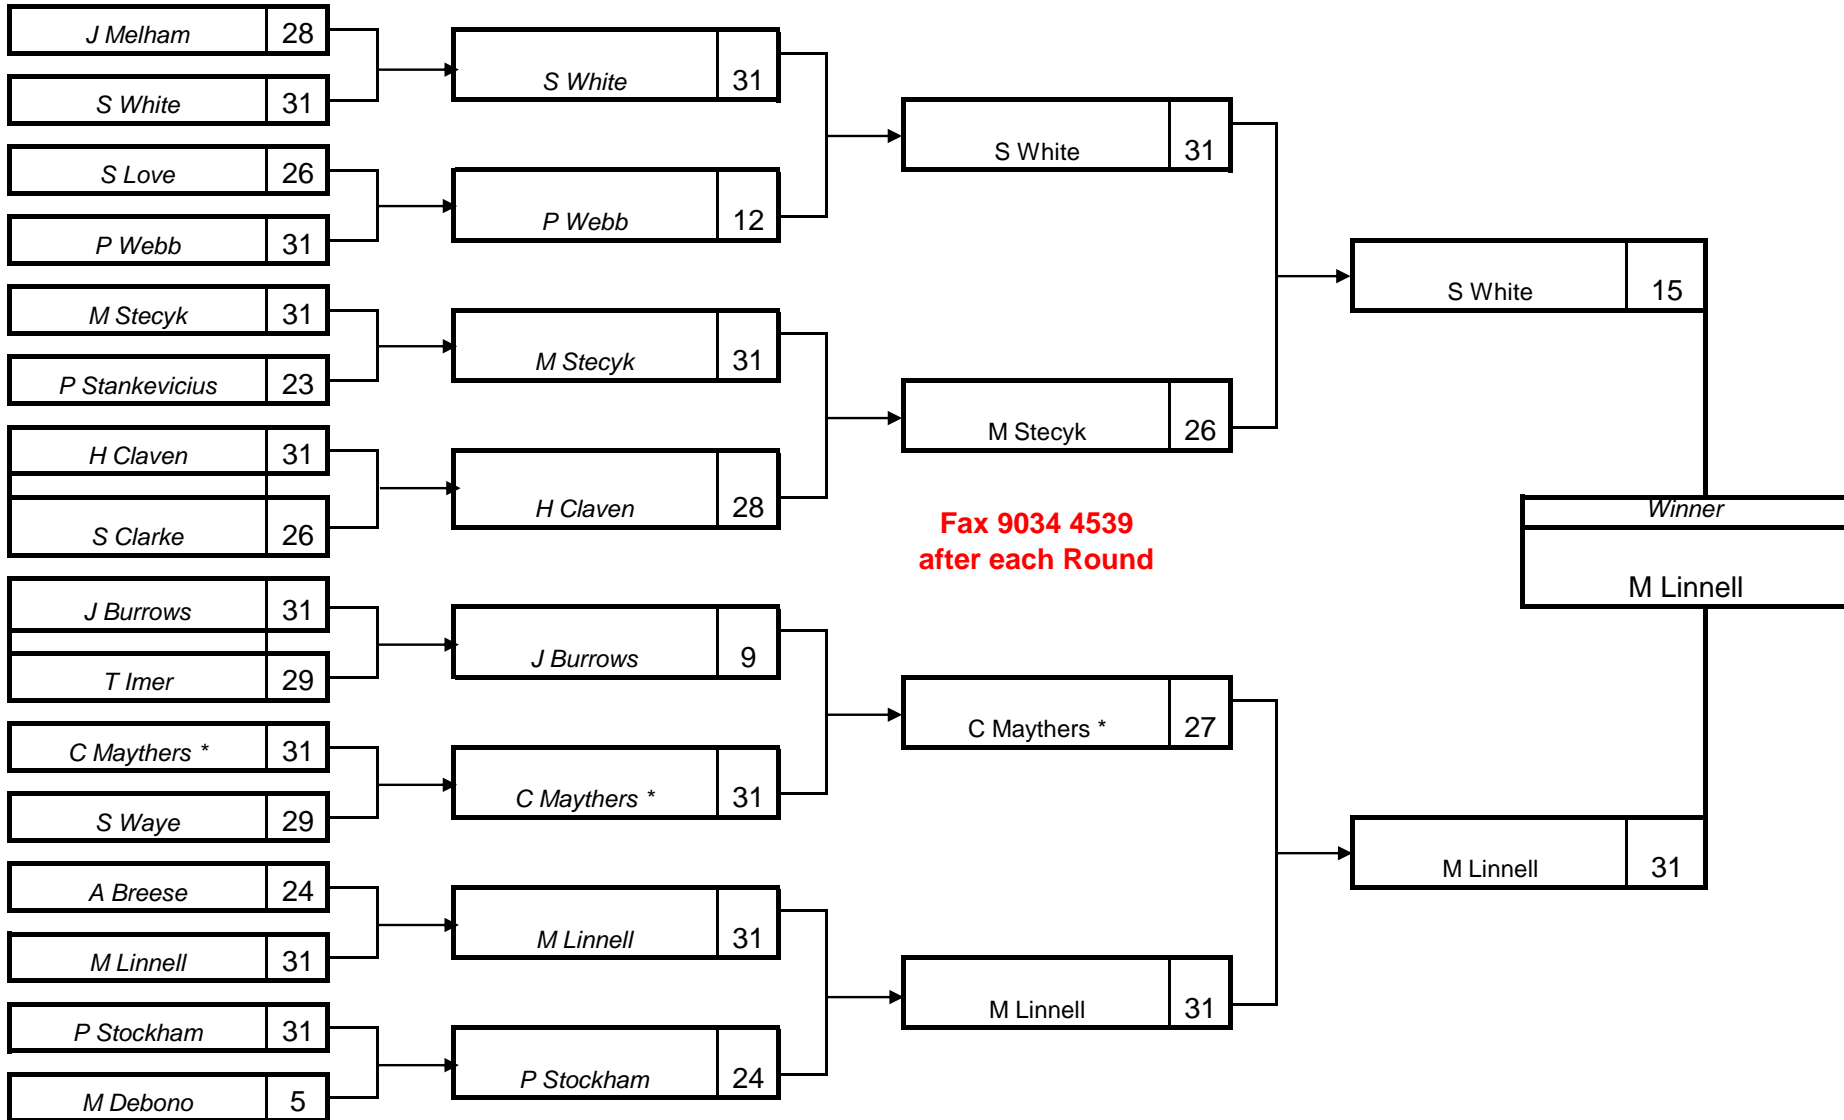 J Melham 28
S White 31
S Love 26
P Webb 31
M Stecyk 31
P Stankevicius 23
H Claven 31
S Clarke 26
J Burrows 31
T Imer 29
C Maythers * 31
S Waye 29
A Breese 24
M Linnell 31
P Stockham 31
M Debono 5
S White 31
P Webb 12
M Stecyk 31
H Claven 28
J Burrows 9
C Maythers * 31
M Linnell 31
P Stockham 24
S White 31
M Stecyk 26
Fax 9034 4539
after each Round
C Maythers * 27
M Linnell 31
S White 15
M Linnell 31
Winner
M Linnell